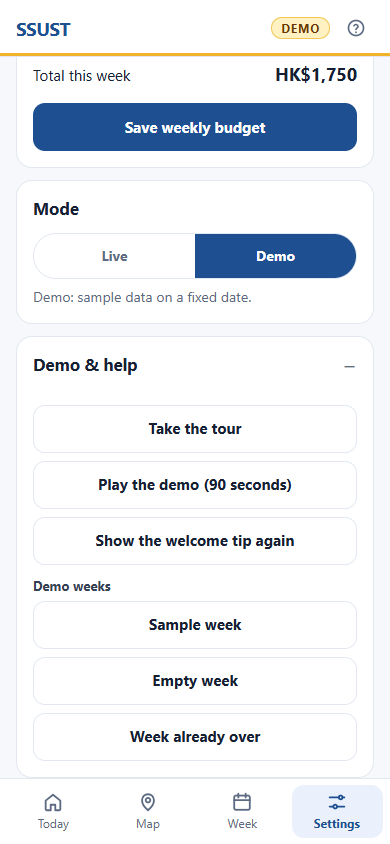 SSUST
DEMO
Total this week
HK$1,750
Save weekly budget
Mode
Live
Demo
Demo: sample data on a fixed date.
Demo & help
Take the tour
Play the demo (90 seconds)
Show the welcome tip again
Demo weeks
Sample week
Empty week
Week already over
Today
Map
Week
Settings